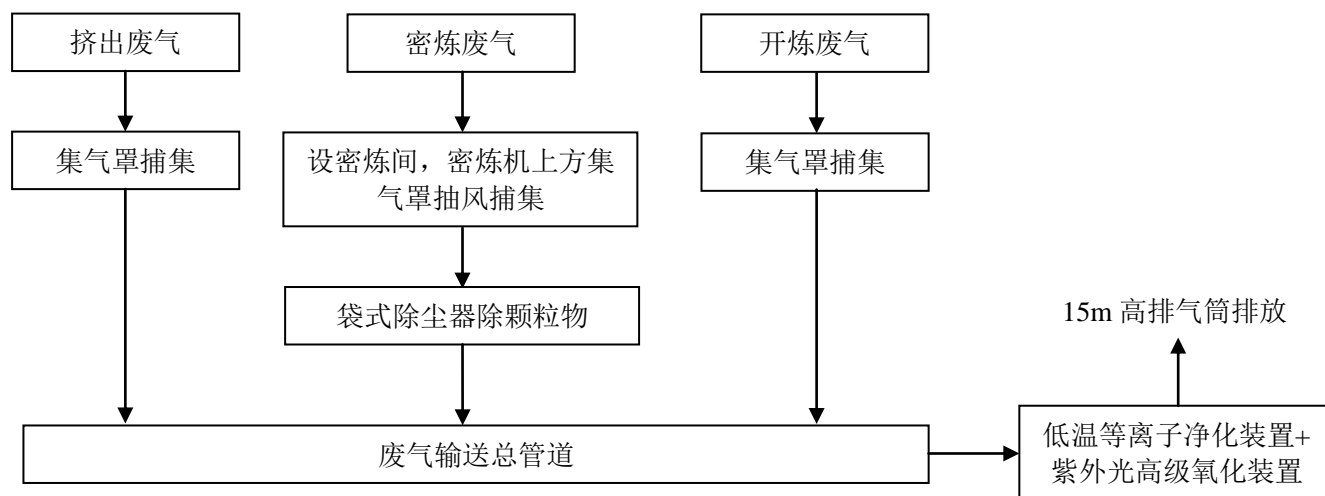 挤出废气
密炼废气
开炼废气
集气罩捕集
设密炼间，密炼机上方集
气罩抽风捕集
集气罩捕集
袋式除尘器除颗粒物
15m 高排气筒排放
废气输送总管道
低温等离子净化装置+
紫外光高级氧化装置